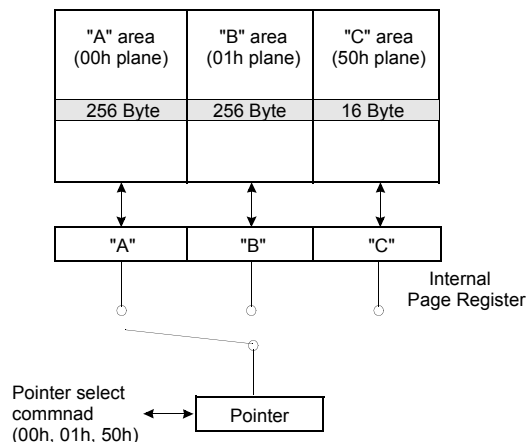 "A" area "B" area "C" area
(00h plane) (01h plane) (50h plane)
256 Byte 256 Byte 16 Byte
"A" "B" "C"
Internal
Page Register
Pointer select
commnad
(00h, 01h, 50h)
Pointer